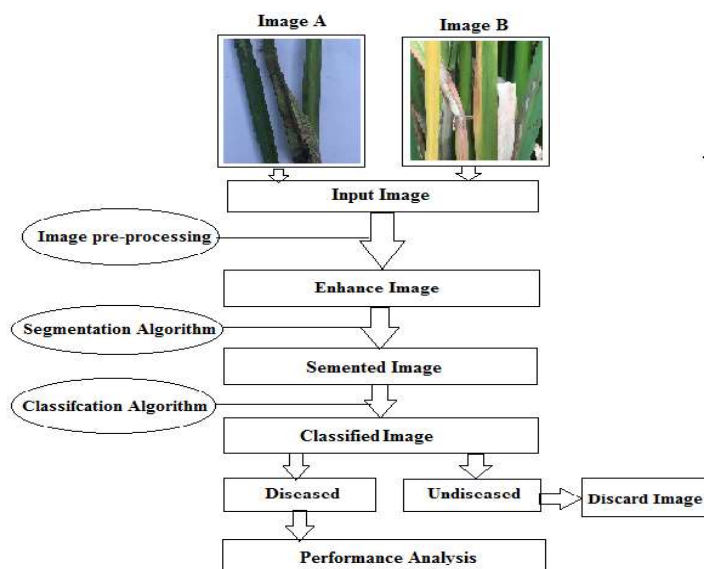 Image A
Image B
Input Image
Image pre-processing
Enhance Image
Segmentation Algorithm
Semented Image
Classifcation Algorithm
Classified Image
Diseased
Undiseased
Discard Image
Performance Analysis